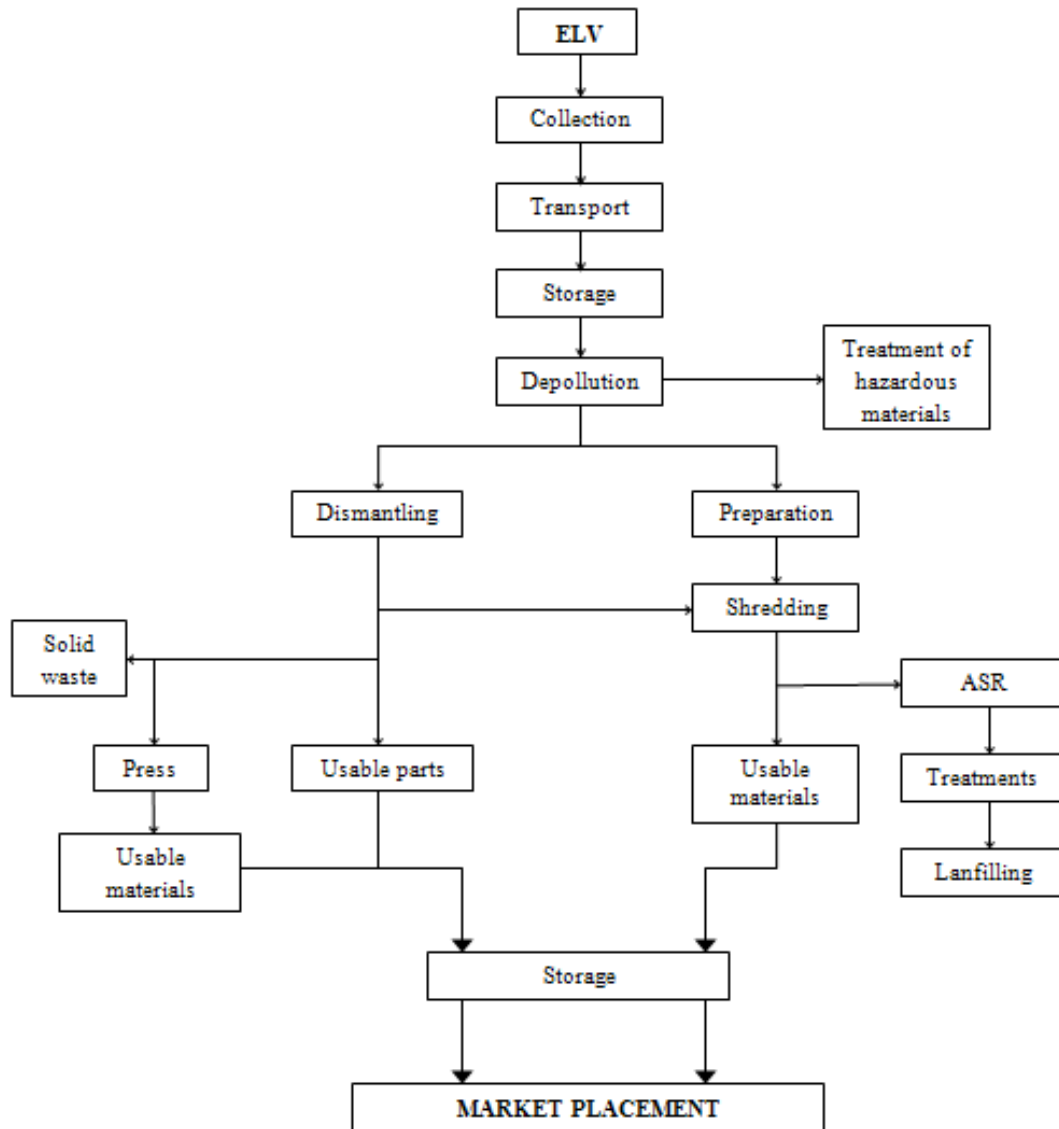 ELV
Collection
Transport
Storage
Depollution
Treatment of
hazardous
materials
Dismantling
Preparation
Shredding
Solid
waste
ASR
Press
Usable parts
Usable
materials
Treatments
Usable
materials
Lanfilling
Storage
MARKET PLACEMENT